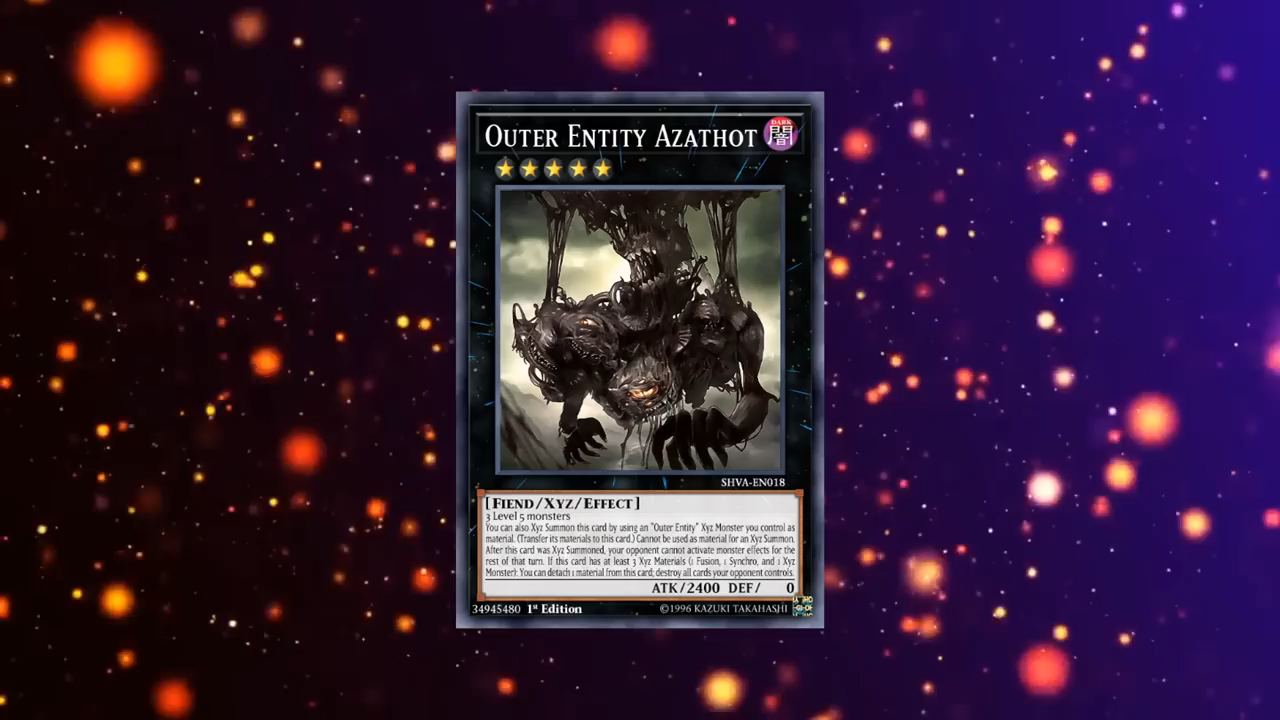 Outer Entity Azathot
DARK
闇
SHVA-EN018
[Fiend/Xyz/Effect]
3 Level 5 monsters
You can also Xyz Summon this card by using an "Outer Entity" Xyz Monster you control as
material. (Transfer its materials to this card.) Cannot be used as material for an Xyz Summon.
After this card was Xyz Summoned, your opponent cannot activate monster effects for the
rest of that turn. If this card has at least 3 Xyz Materials (1 Fusion, 1 Synchro, and 1 Xyz
Monster): You can detach 1 material from this card; destroy all cards your opponent controls.
ATK/2400 DEF/ 0
34945480 1st Edition ©1996 KAZUKI TAKAHASHI